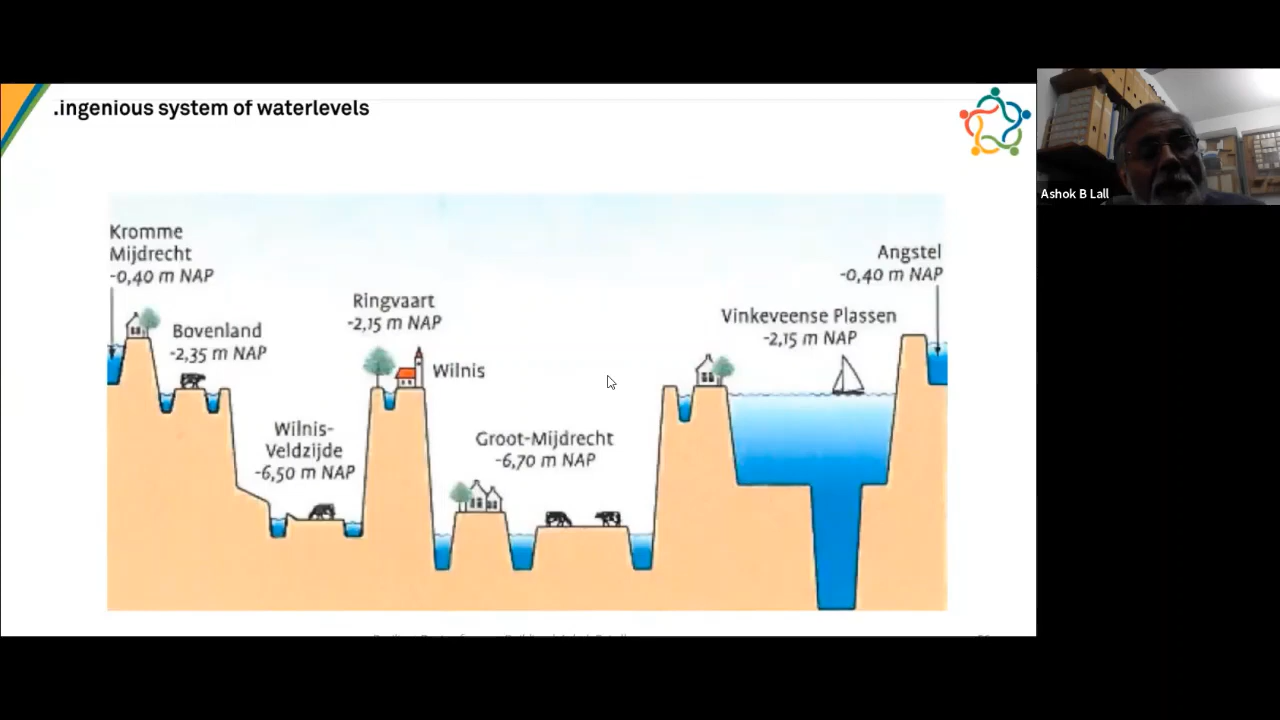 .ingenious system of waterlevels
Ashok B Lall
Kromme
Mijdrecht
-0,40 m NAP
Bovenland
-2,35 m NAP
Wilnis-
Veldzijde
-6,50 m NAP
Ringvaart
-2,15 m NAP
Wilnis
Groot-Mijdrecht
-6,70 m NAP
Vinkeveense Plassen
-2,15 m NAP
Angstel
-0,40 m NAP